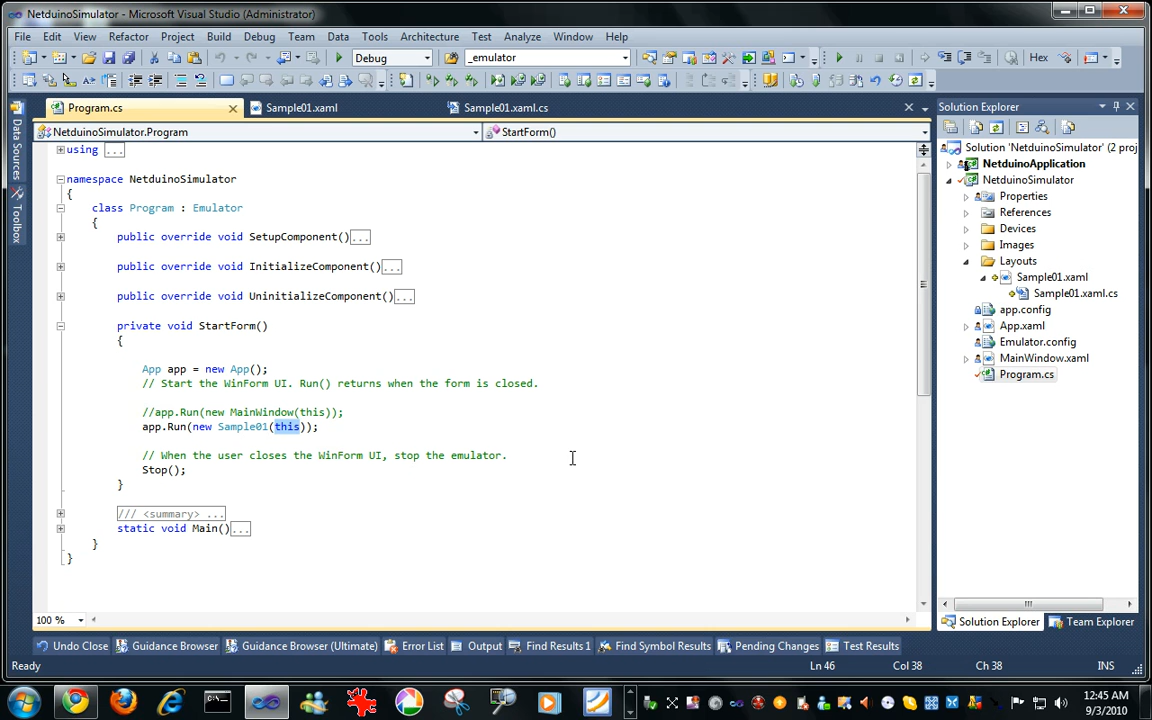 NetduinoSimulator - Microsoft Visual Studio (Administrator)
File Edit View Refactor Project Build Debug Team Data Tools Architecture Test Analyze Window Help
Debug _emulator Hex
Program.cs Sample01.xaml Sample01.xaml.cs
NetduinoSimulator.Program StartForm()
using ...
namespace NetduinoSimulator
{
class Program : Emulator
{
public override void SetupComponent()...
public override void InitializeComponent()...
public override void UninitializeComponent()...
private void StartForm()
{
App app = new App();
// Start the WinForm UI. Run() returns when the form is closed.
//app.Run(new MainWindow(this));
app.Run(new Sample01(this));
// When the user closes the WinForm UI, stop the emulator.
Stop();
}
/// <summary> ...
static void Main()...
}
}
100 %
Data Sources
Toolbox
Solution Explorer
Solution 'NetduinoSimulator' (2 proj
NetduinoApplication
NetduinoSimulator
Properties
References
Devices
Images
Layouts
Sample01.xaml
Sample01.xaml.cs
app.config
App.xaml
Emulator.config
MainWindow.xaml
Program.cs
Solution Explorer Team Explorer
Undo Close Guidance Browser Guidance Browser (Ultimate) Error List Output Find Results 1 Find Symbol Results Pending Changes Test Results
Ready Ln 46 Col 38 Ch 38 INS
12:45 AM
9/3/2010